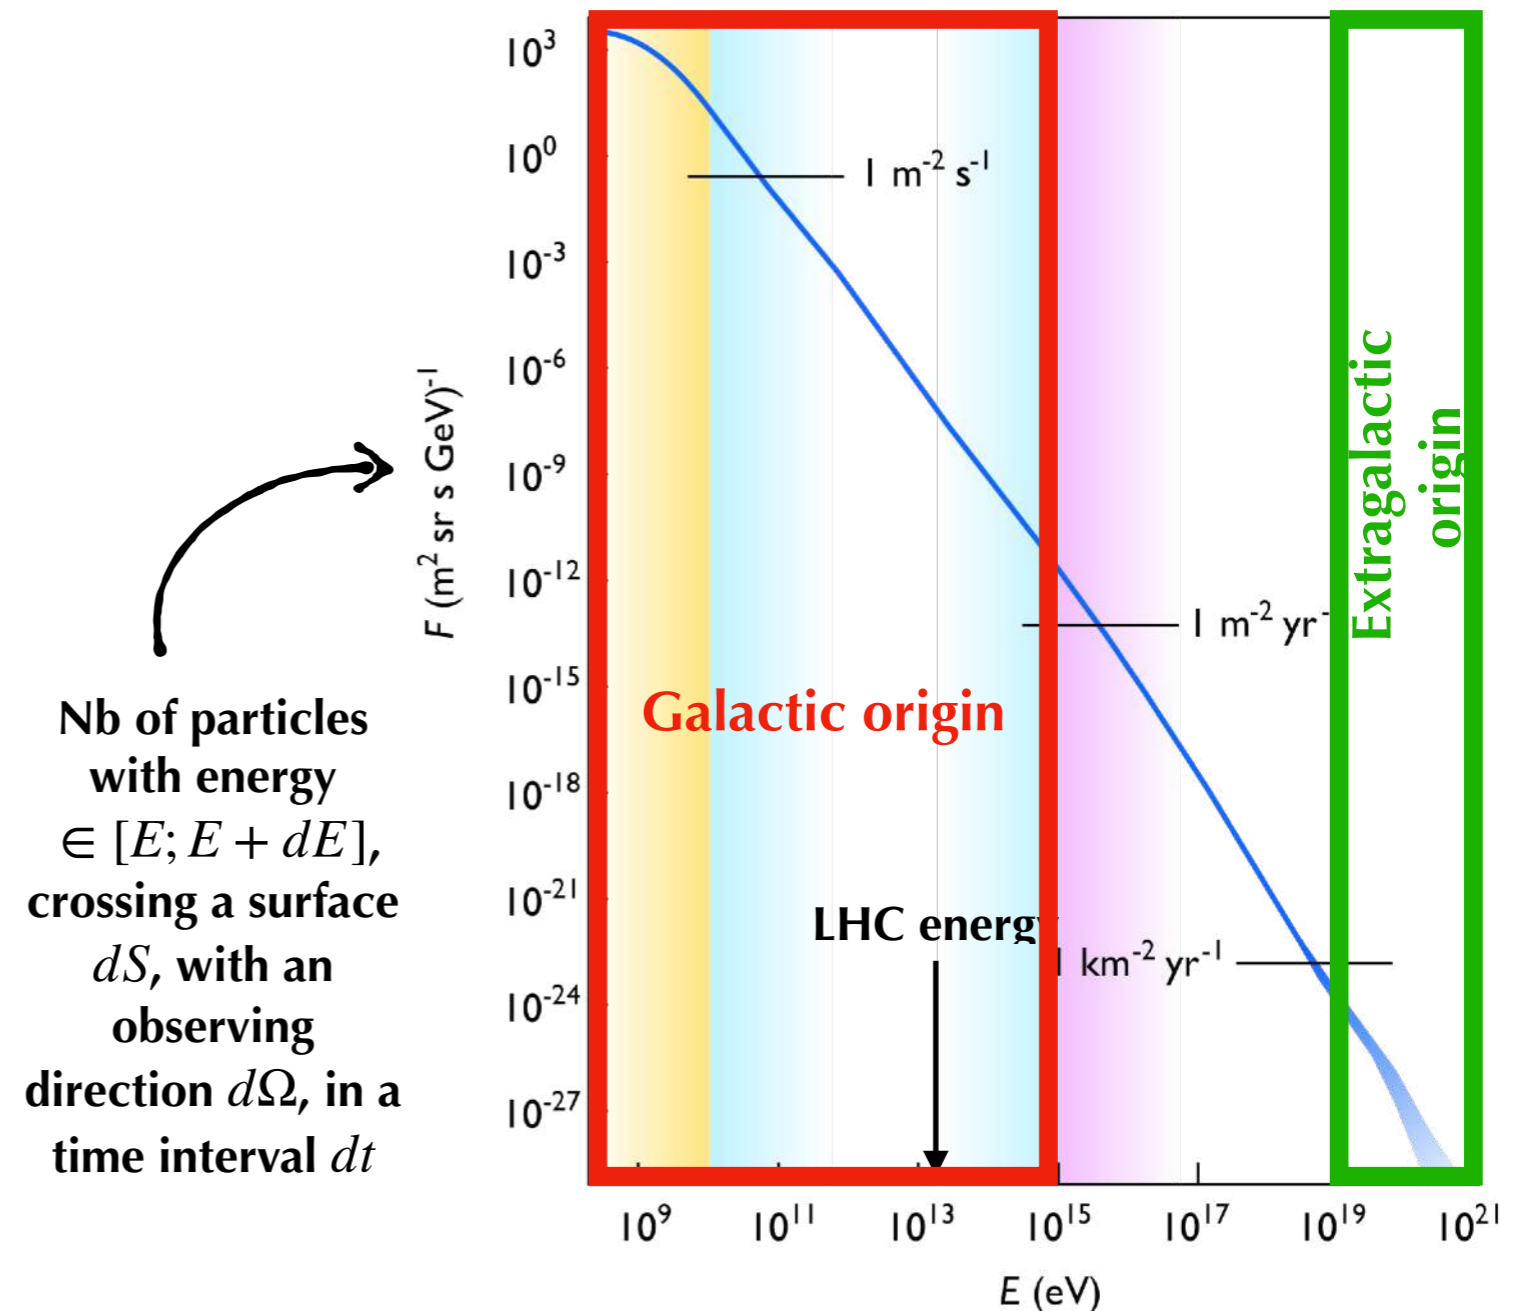 10³
10⁰
10⁻³
10⁻⁶
10⁻⁹
10⁻¹²
10⁻¹⁵
10⁻¹⁸
10⁻²¹
10⁻²⁴
10⁻²⁷
F (m² sr s GeV)⁻¹
1 m⁻² s⁻¹
1 m⁻² yr⁻
1 km⁻² yr⁻¹
Galactic origin
Extragalactic
origin
LHC energy
Nb of particles
with energy
∈ [E; E + dE],
crossing a surface
dS, with an
observing
direction dΩ, in a
time interval dt
10⁹
10¹¹
10¹³
10¹⁵
10¹⁷
10¹⁹
10²¹
E (eV)